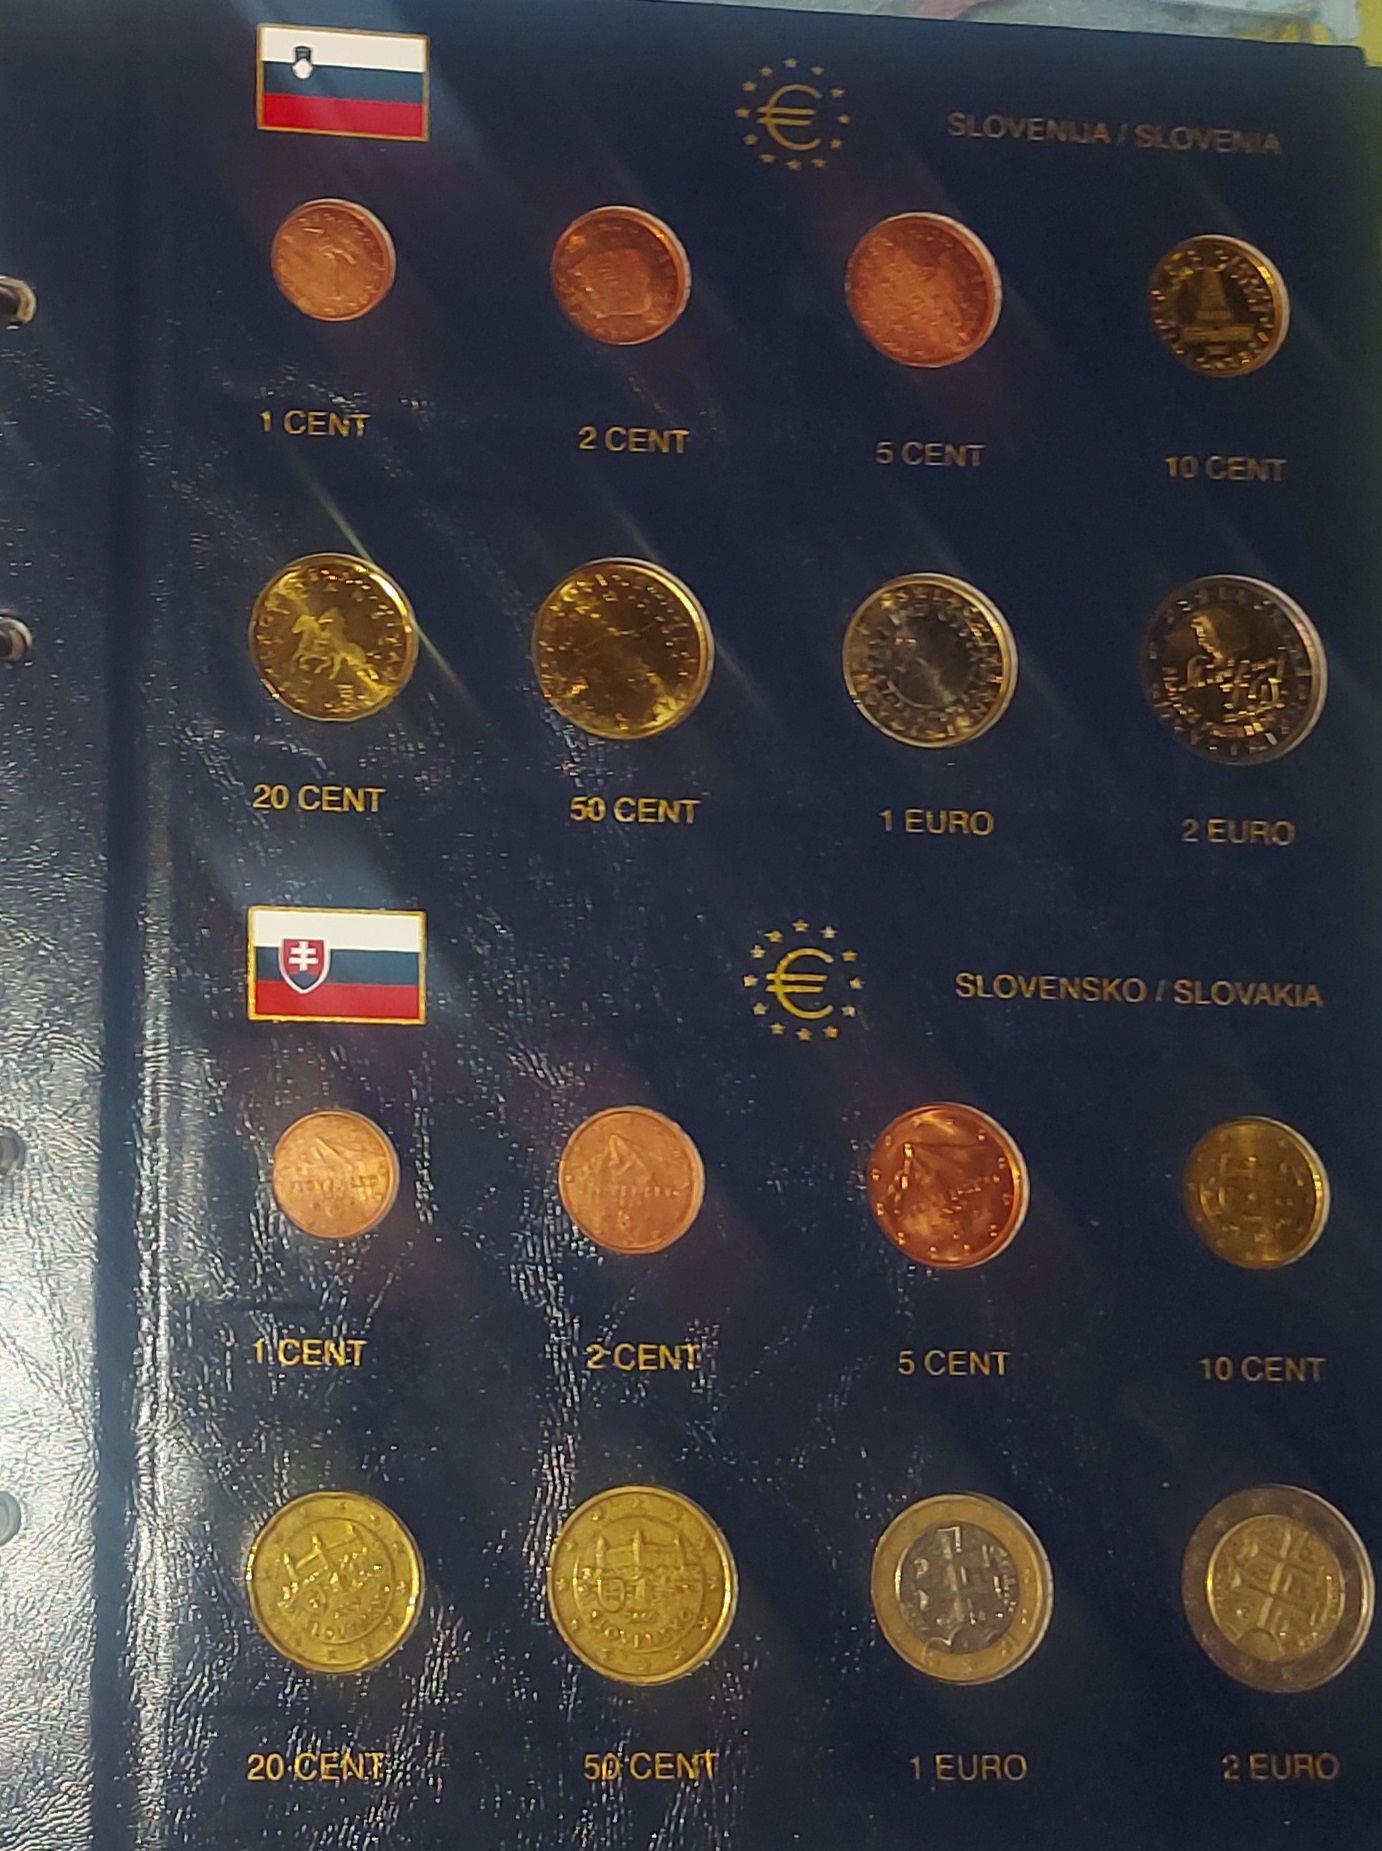 €
SLOVENIJA / SLOVENIA
1 CENT
2 CENT
5 CENT
10 CENT
20 CENT
50 CENT
1 EURO
2 EURO
€
SLOVENSKO / SLOVAKIA
1 CENT
2 CENT
5 CENT
10 CENT
SLOVENSKO
20 CENT
50 CENT
1 EURO
2 EURO